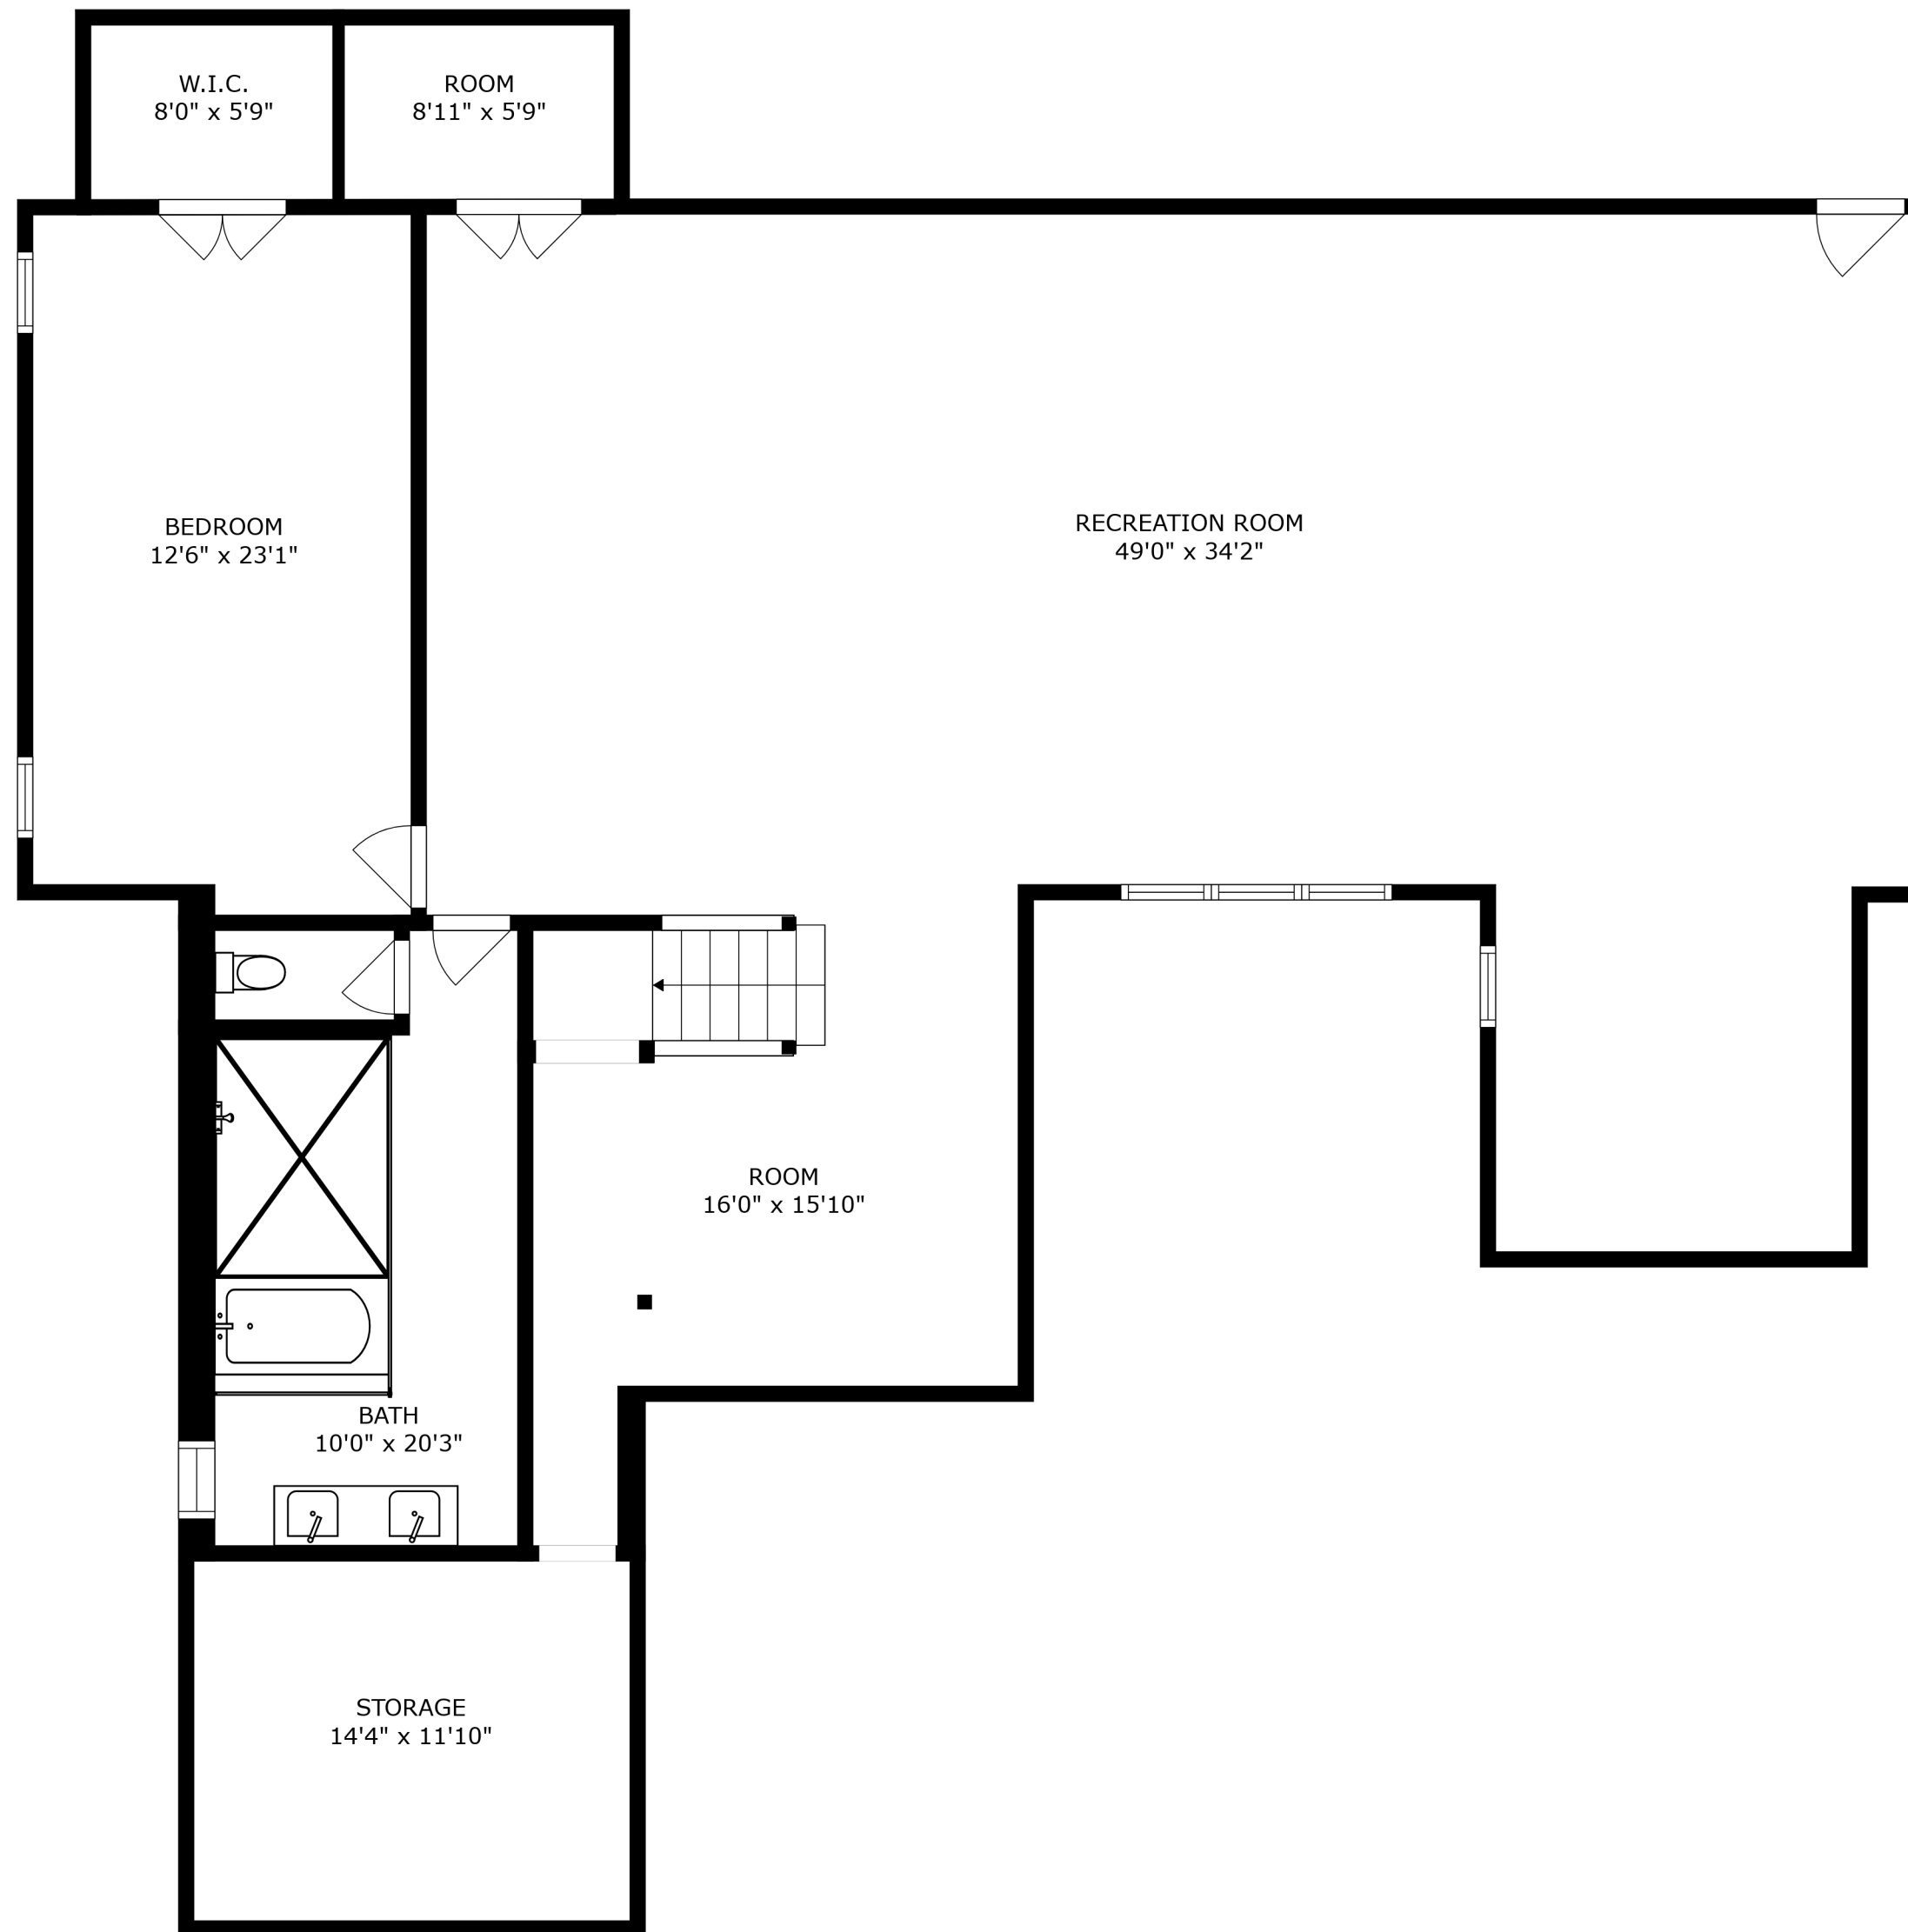 W.I.C.
8'0" x 5'9"
ROOM
8'11" x 5'9"
BEDROOM
12'6" x 23'1"
RECREATION ROOM
49'0" x 34'2"
ROOM
16'0" x 15'10"
BATH
10'0" x 20'3"
STORAGE
14'4" x 11'10"